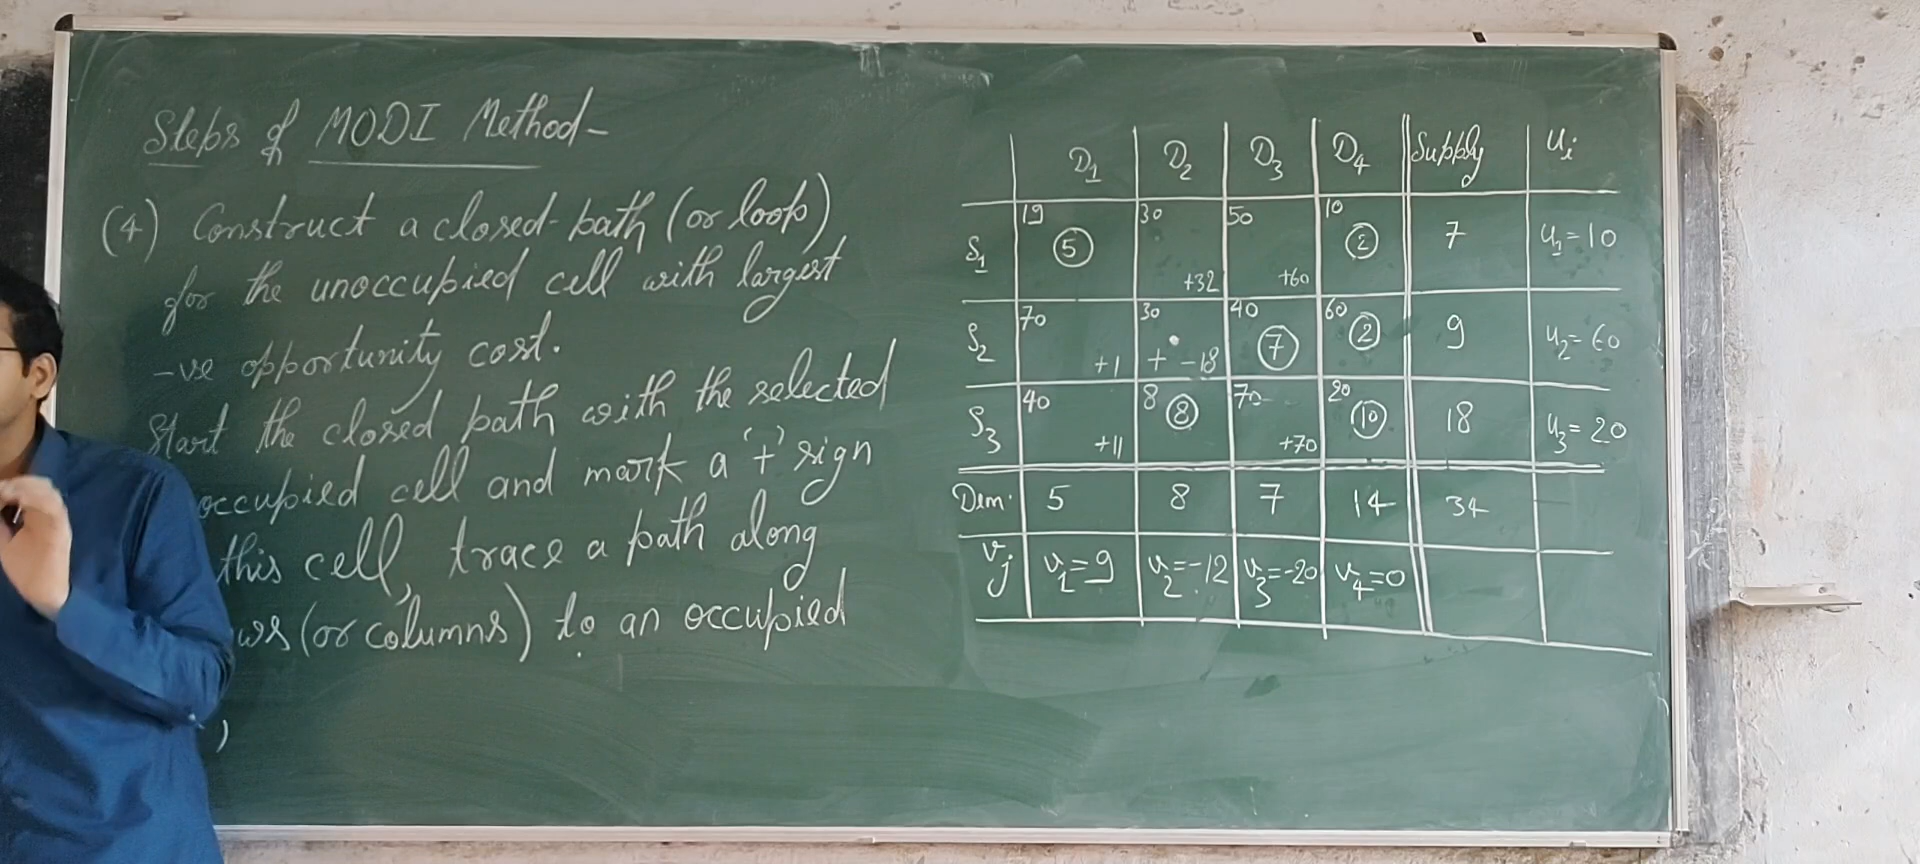 Steps of MODI Method-
(4) Construct a closed-path (or loop)
for the unoccupied cell with largest
-ve opportunity cost.
Start the closed path with the selected
occupied cell and mark a '+' sign
this cell, trace a path along
ws (or columns) to an occupied
)
D1 D2 D3 D4 Supply ui
S1 19 5 30 +32 50 +60 10 2 7 u1=10
S2 70 +1 30 + -18 40 7 60 2 9 u2=60
S3 40 +11 8 8 70 +70 20 10 18 u3=20
Dem. 5 8 7 14 34
vj v1=9 v2=-12 v3=-20 v4=0